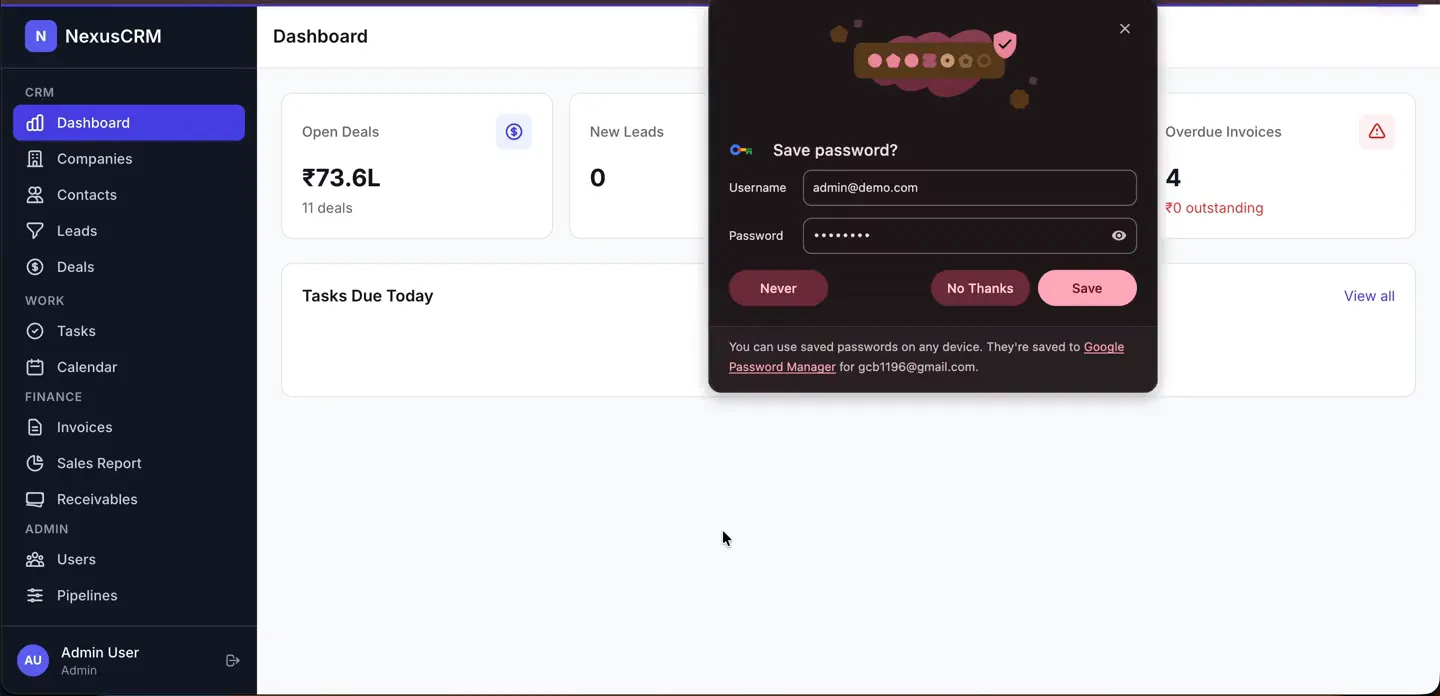 N NexusCRM
CRM
Dashboard
Companies
Contacts
Leads
Deals
WORK
Tasks
Calendar
FINANCE
Invoices
Sales Report
Receivables
ADMIN
Users
Pipelines
AU Admin User
Admin
Dashboard
Open Deals
₹73.6L
11 deals
New Leads
0
Overdue Invoices
4
₹0 outstanding
Tasks Due Today
View all
Save password?
Username admin@demo.com
Password ••••••••
Never No Thanks Save
You can use saved passwords on any device. They're saved to Google
Password Manager for gcb1196@gmail.com.